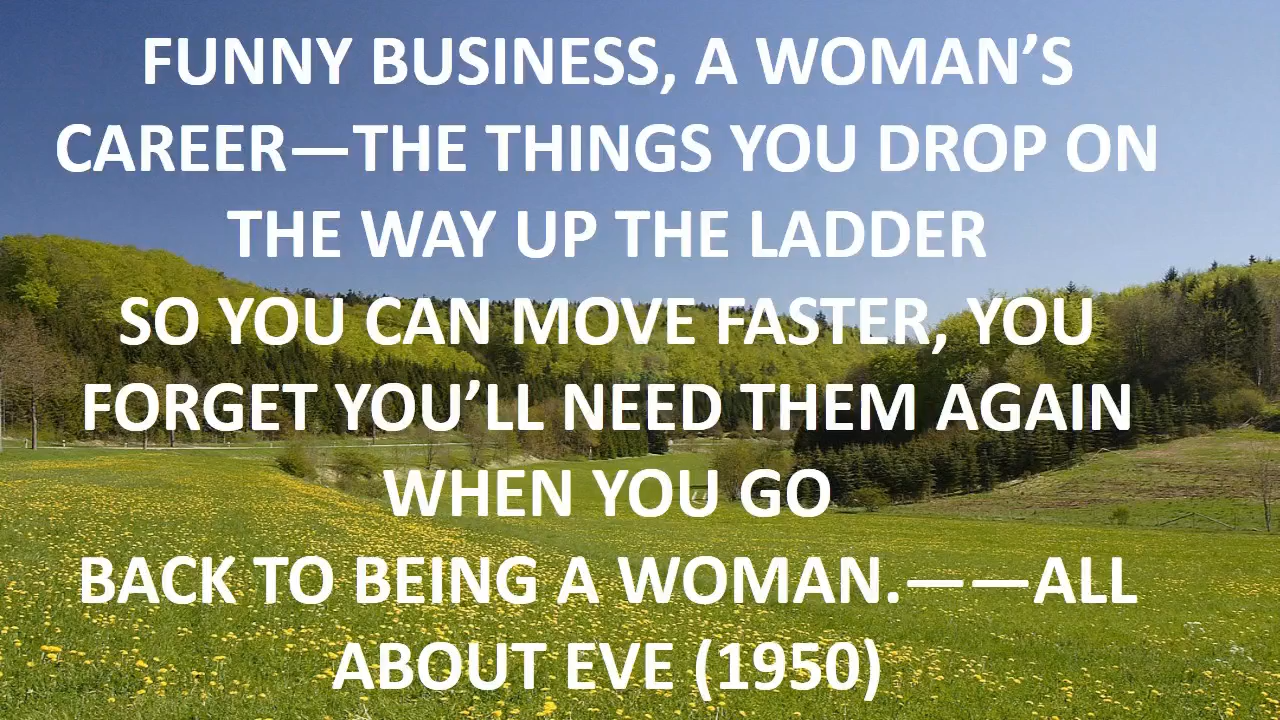 FUNNY BUSINESS, A WOMAN’S
CAREER—THE THINGS YOU DROP ON
THE WAY UP THE LADDER
SO YOU CAN MOVE FASTER, YOU
FORGET YOU’LL NEED THEM AGAIN
WHEN YOU GO
BACK TO BEING A WOMAN.——ALL
ABOUT EVE (1950)